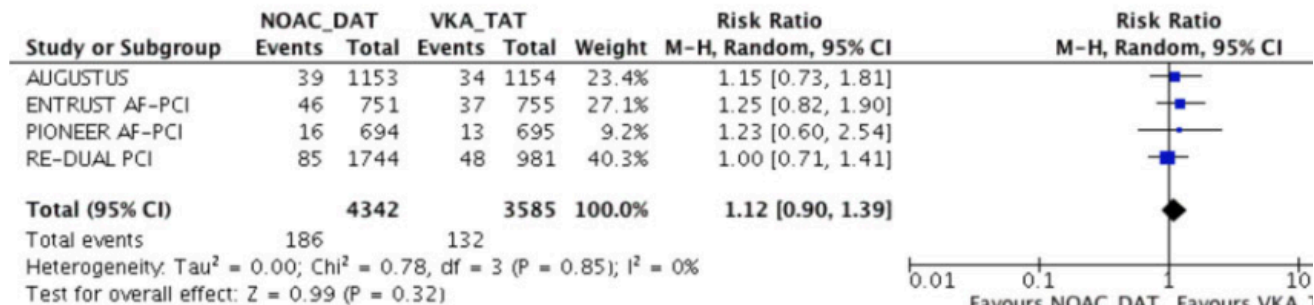 NOAC_DAT VKA_TAT Risk Ratio Risk Ratio
Study or Subgroup Events Total Events Total Weight M-H, Random, 95% CI M-H, Random, 95% CI
AUGUSTUS 39 1153 34 1154 23.4% 1.15 [0.73, 1.81]
ENTRUST AF-PCI 46 751 37 755 27.1% 1.25 [0.82, 1.90]
PIONEER AF-PCI 16 694 13 695 9.2% 1.23 [0.60, 2.54]
RE-DUAL PCI 85 1744 48 981 40.3% 1.00 [0.71, 1.41]
Total (95% CI) 4342 3585 100.0% 1.12 [0.90, 1.39]
Total events 186 132
Heterogeneity: Tau² = 0.00; Chi² = 0.78, df = 3 (P = 0.85); I² = 0%
Test for overall effect: Z = 0.99 (P = 0.32)
0.01 0.1 1 10
Favours NOAC_DAT Favours VKA